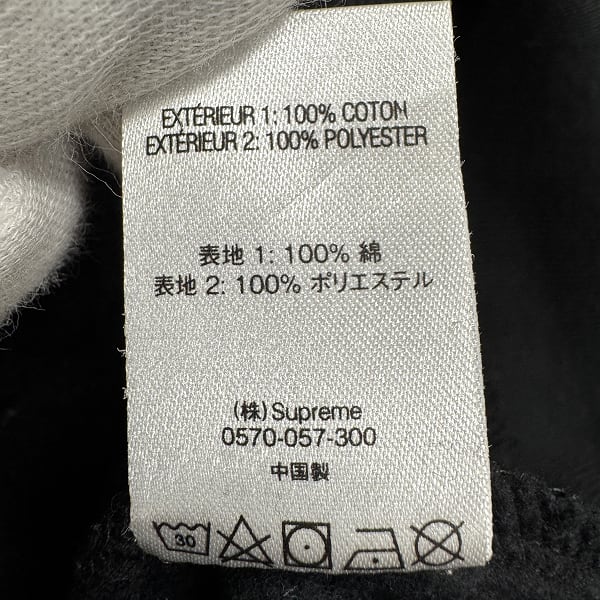 EXTÉRIEUR 1: 100% COTON
EXTÉRIEUR 2: 100% POLYESTER
表地 1: 100% 綿
表地 2: 100% ポリエステル
(株) Supreme
0570-057-300
中国製
30